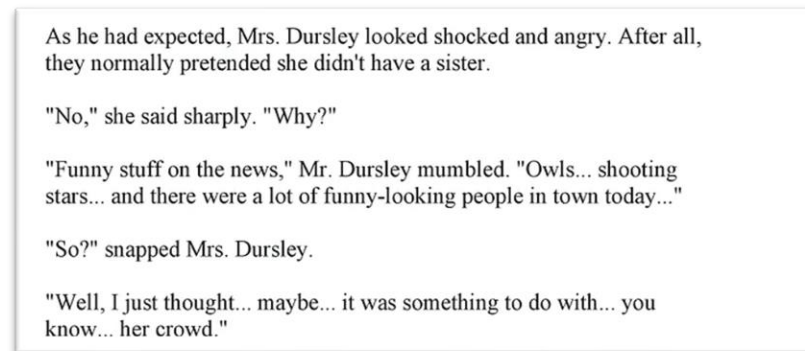 As he had expected, Mrs. Dursley looked shocked and angry. After all,
they normally pretended she didn't have a sister.
"No," she said sharply. "Why?"
"Funny stuff on the news," Mr. Dursley mumbled. "Owls... shooting
stars... and there were a lot of funny-looking people in town today..."
"So?" snapped Mrs. Dursley.
"Well, I just thought... maybe... it was something to do with... you
know... her crowd."